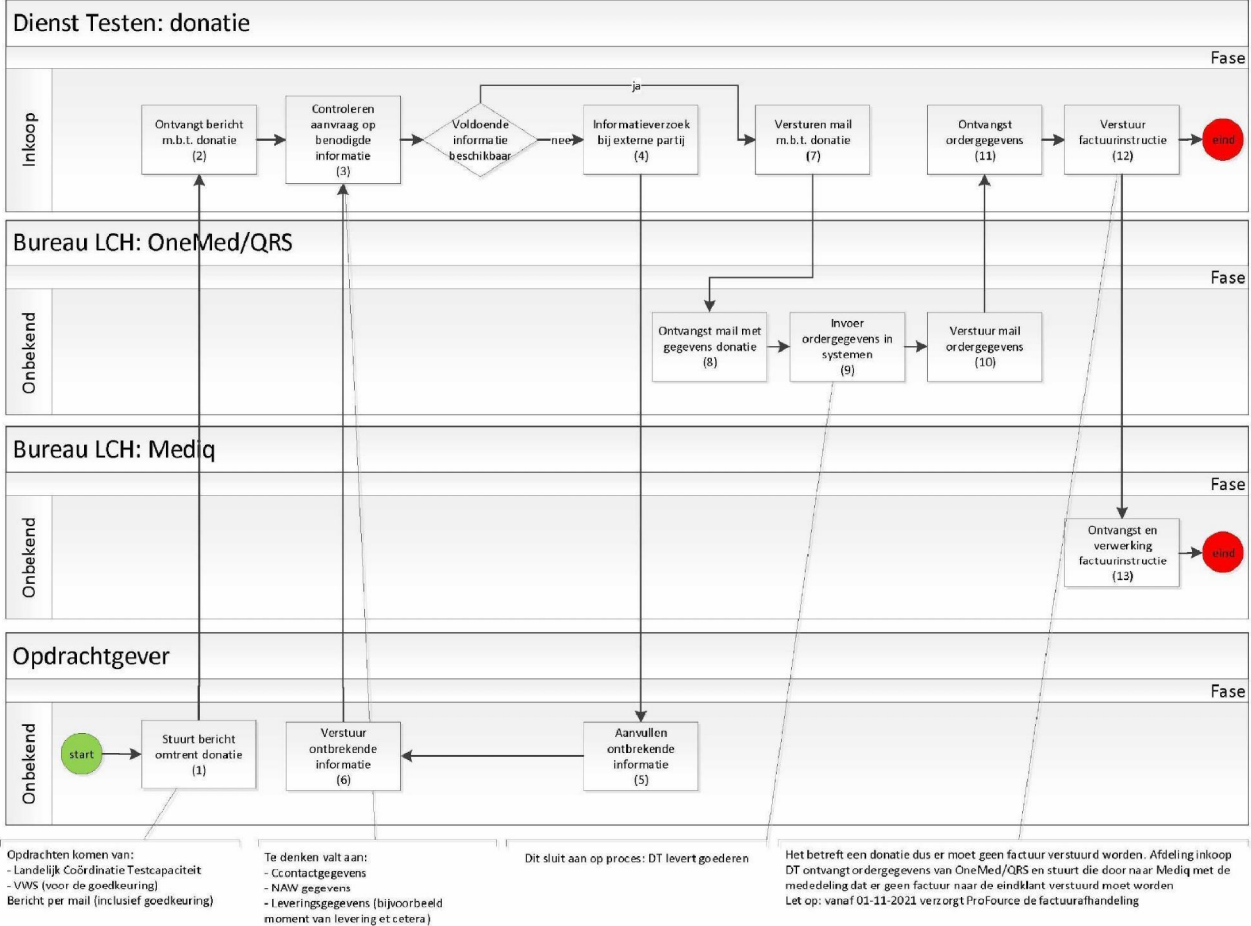 Dienst Testen: donatie
Fase
Inkoop
Ontvangt bericht
m.b.t. donatie
(2)
Controleren
aanvraag op
benodigde
informatie
(3)
Voldoende
informatie
beschikbaar
ja
nee
Informatieverzoek
bij externe partij
(4)
Versturen mail
m.b.t. donatie
(7)
Ontvangst
ordergegevens
(11)
Verstuur
factuurinstructie
(12)
eind
Bureau LCH: OneMed/QRS
Fase
Onbekend
Ontvangst mail met
gegevens donatie
(8)
Invoer
ordergegevens in
systemen
(9)
Verstuur mail
ordergegevens
(10)
Bureau LCH: Mediq
Fase
Onbekend
Ontvangst en
verwerking
factuurinstructie
(13)
eind
Opdrachtgever
Fase
Onbekend
start
Stuurt bericht
omtrent donatie
(1)
Verstuur
ontbrekende
informatie
(6)
Aanvullen
ontbrekende
informatie
(5)
Opdrachten komen van:
- Landelijk Coördinatie Testcapaciteit
- VWS (voor de goedkeuring)
Bericht per mail (inclusief goedkeuring)
Te denken valt aan:
- Ccontactgegevens
- NAW gegevens
- Leveringsgegevens (bijvoorbeeld
moment van levering et cetera)
Dit sluit aan op proces: DT levert goederen
Het betreft een donatie dus er moet geen factuur verstuurd worden. Afdeling inkoop
DT ontvangt ordergegevens van OneMed/QRS en stuurt die door naar Mediq met de
mededeling dat er geen factuur naar de eindklant verstuurd moet worden
Let op: vanaf 01-11-2021 verzorgt ProFource de factuurafhandeling